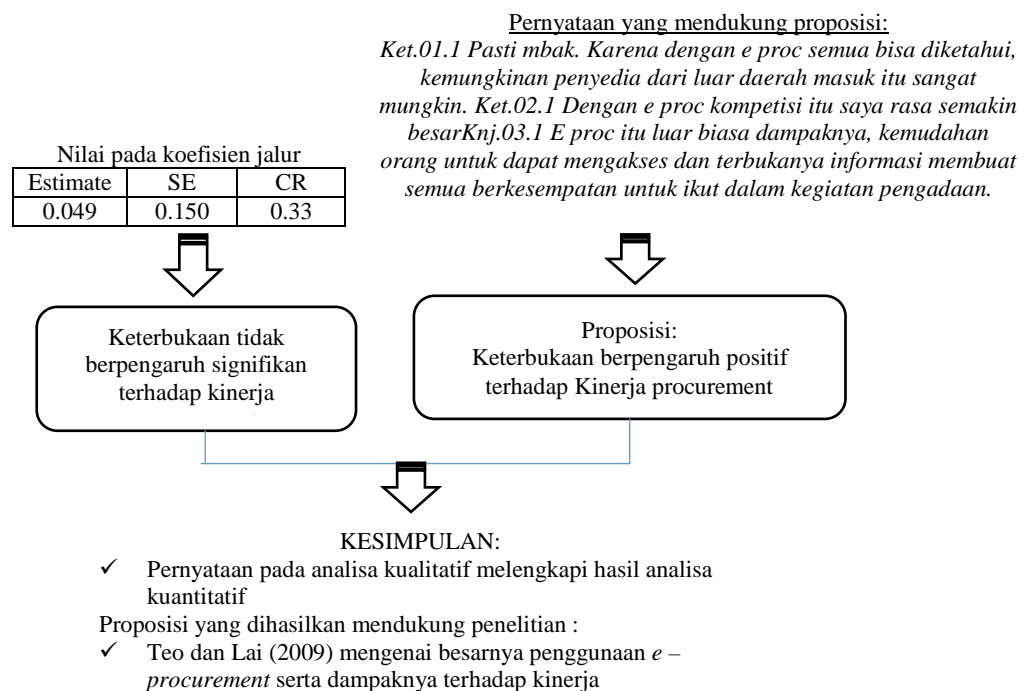 Pernyataan yang mendukung proposisi:
Ket.01.1 Pasti mbak. Karena dengan e proc semua bisa diketahui,
kemungkinan penyedia dari luar daerah masuk itu sangat
mungkin. Ket.02.1 Dengan e proc kompetisi itu saya rasa semakin
besarKnj.03.1 E proc itu luar biasa dampaknya, kemudahan
orang untuk dapat mengakses dan terbukanya informasi membuat
semua berkesempatan untuk ikut dalam kegiatan pengadaan.
Nilai pada koefisien jalur
Estimate SE CR
0.049 0.150 0.33
Keterbukaan tidak
berpengaruh signifikan
terhadap kinerja
Proposisi:
Keterbukaan berpengaruh positif
terhadap Kinerja procurement
KESIMPULAN:
✓ Pernyataan pada analisa kualitatif melengkapi hasil analisa
kuantitatif
Proposisi yang dihasilkan mendukung penelitian :
✓ Teo dan Lai (2009) mengenai besarnya penggunaan e –
procurement serta dampaknya terhadap kinerja